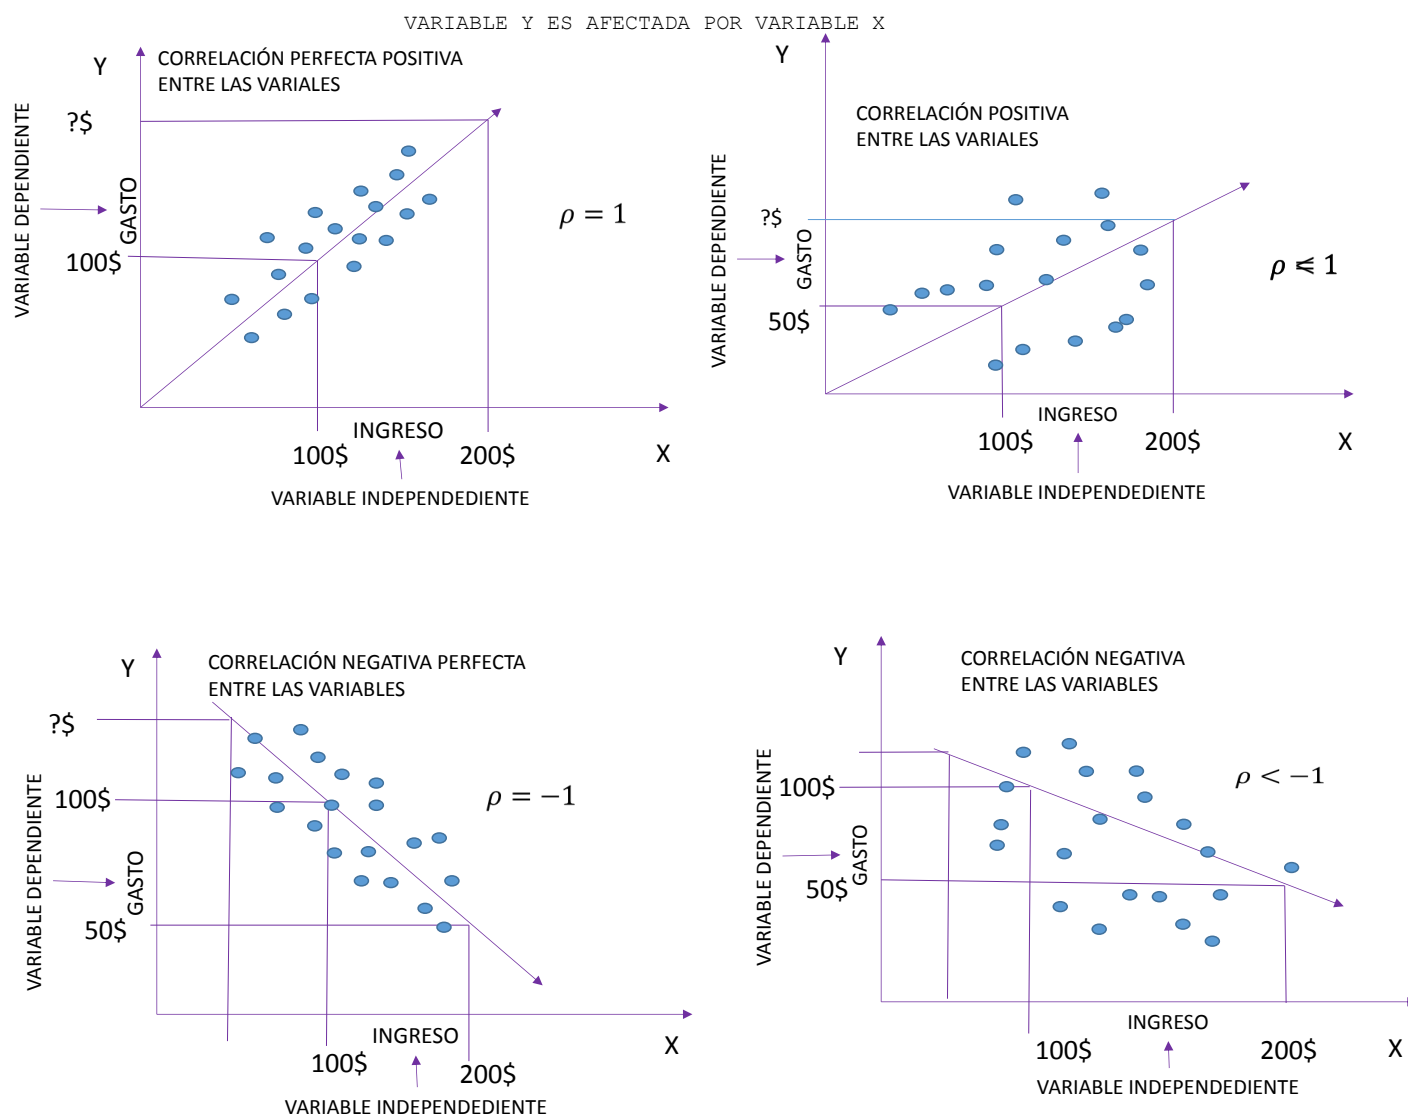 VARIABLE Y ES AFECTADA POR VARIABLE X
Y
CORRELACIÓN PERFECTA POSITIVA
ENTRE LAS VARIALES
?$
VARIABLE DEPENDIENTE
GASTO
100$
ρ = 1
INGRESO
100$
200$
X
VARIABLE INDEPENDEDIENTE
Y
CORRELACIÓN POSITIVA
ENTRE LAS VARIALES
?$
VARIABLE DEPENDIENTE
GASTO
50$
ρ ⋞ 1
INGRESO
100$
200$
X
VARIABLE INDEPENDEDIENTE
Y
CORRELACIÓN NEGATIVA PERFECTA
ENTRE LAS VARIABLES
?$
100$
VARIABLE DEPENDIENTE
GASTO
50$
ρ = −1
INGRESO
100$
200$
X
VARIABLE INDEPENDEDIENTE
Y
CORRELACIÓN NEGATIVA
ENTRE LAS VARIABLES
100$
VARIABLE DEPENDIENTE
GASTO
50$
ρ < −1
INGRESO
100$
200$
X
VARIABLE INDEPENDEDIENTE